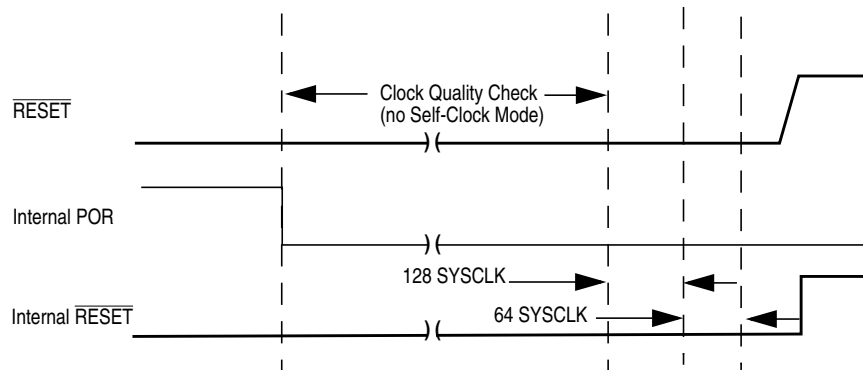 Clock Quality Check
(no Self-Clock Mode)
RESET
)(
Internal POR
)(
128 SYSCLK
64 SYSCLK
Internal RESET
)(